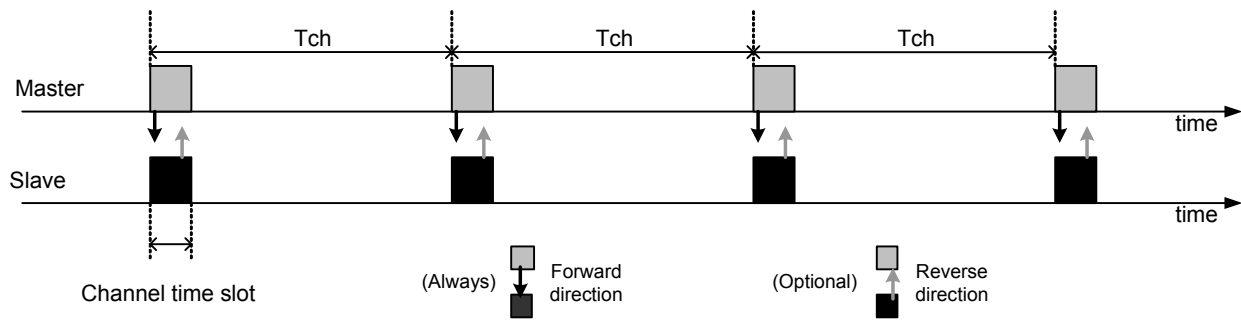 Tch Tch Tch
Master
time
Slave
time
Channel time slot
(Always) Forward direction
(Optional) Reverse direction